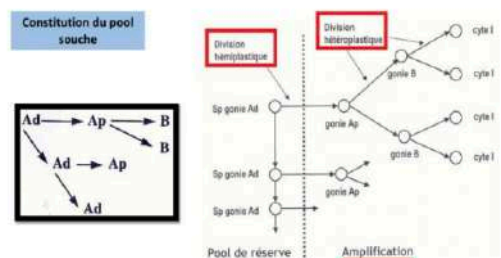 Constitution du pool
souche
Ad Ap B
B
Ad Ap
Ad
Division
hémiplastique
Division
hétéroplastique
cyte I
gonie B
cyte I
Sp gonie Ad
gonie Ap
cyte I
gonie B
cyte I
Sp gonie Ad
gonie Ap
Sp gonie Ad
Pool de réserve
Amplification